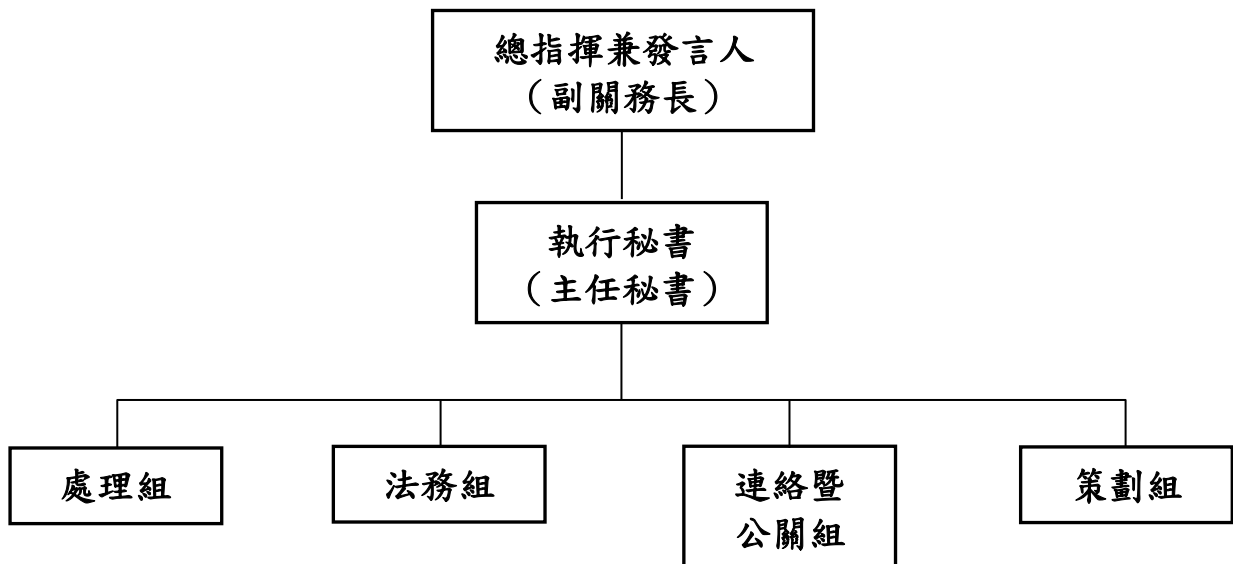 總指揮兼發言人
（副關務長）
執行秘書
（主任秘書）
處理組
法務組
連絡暨
公關組
策劃組